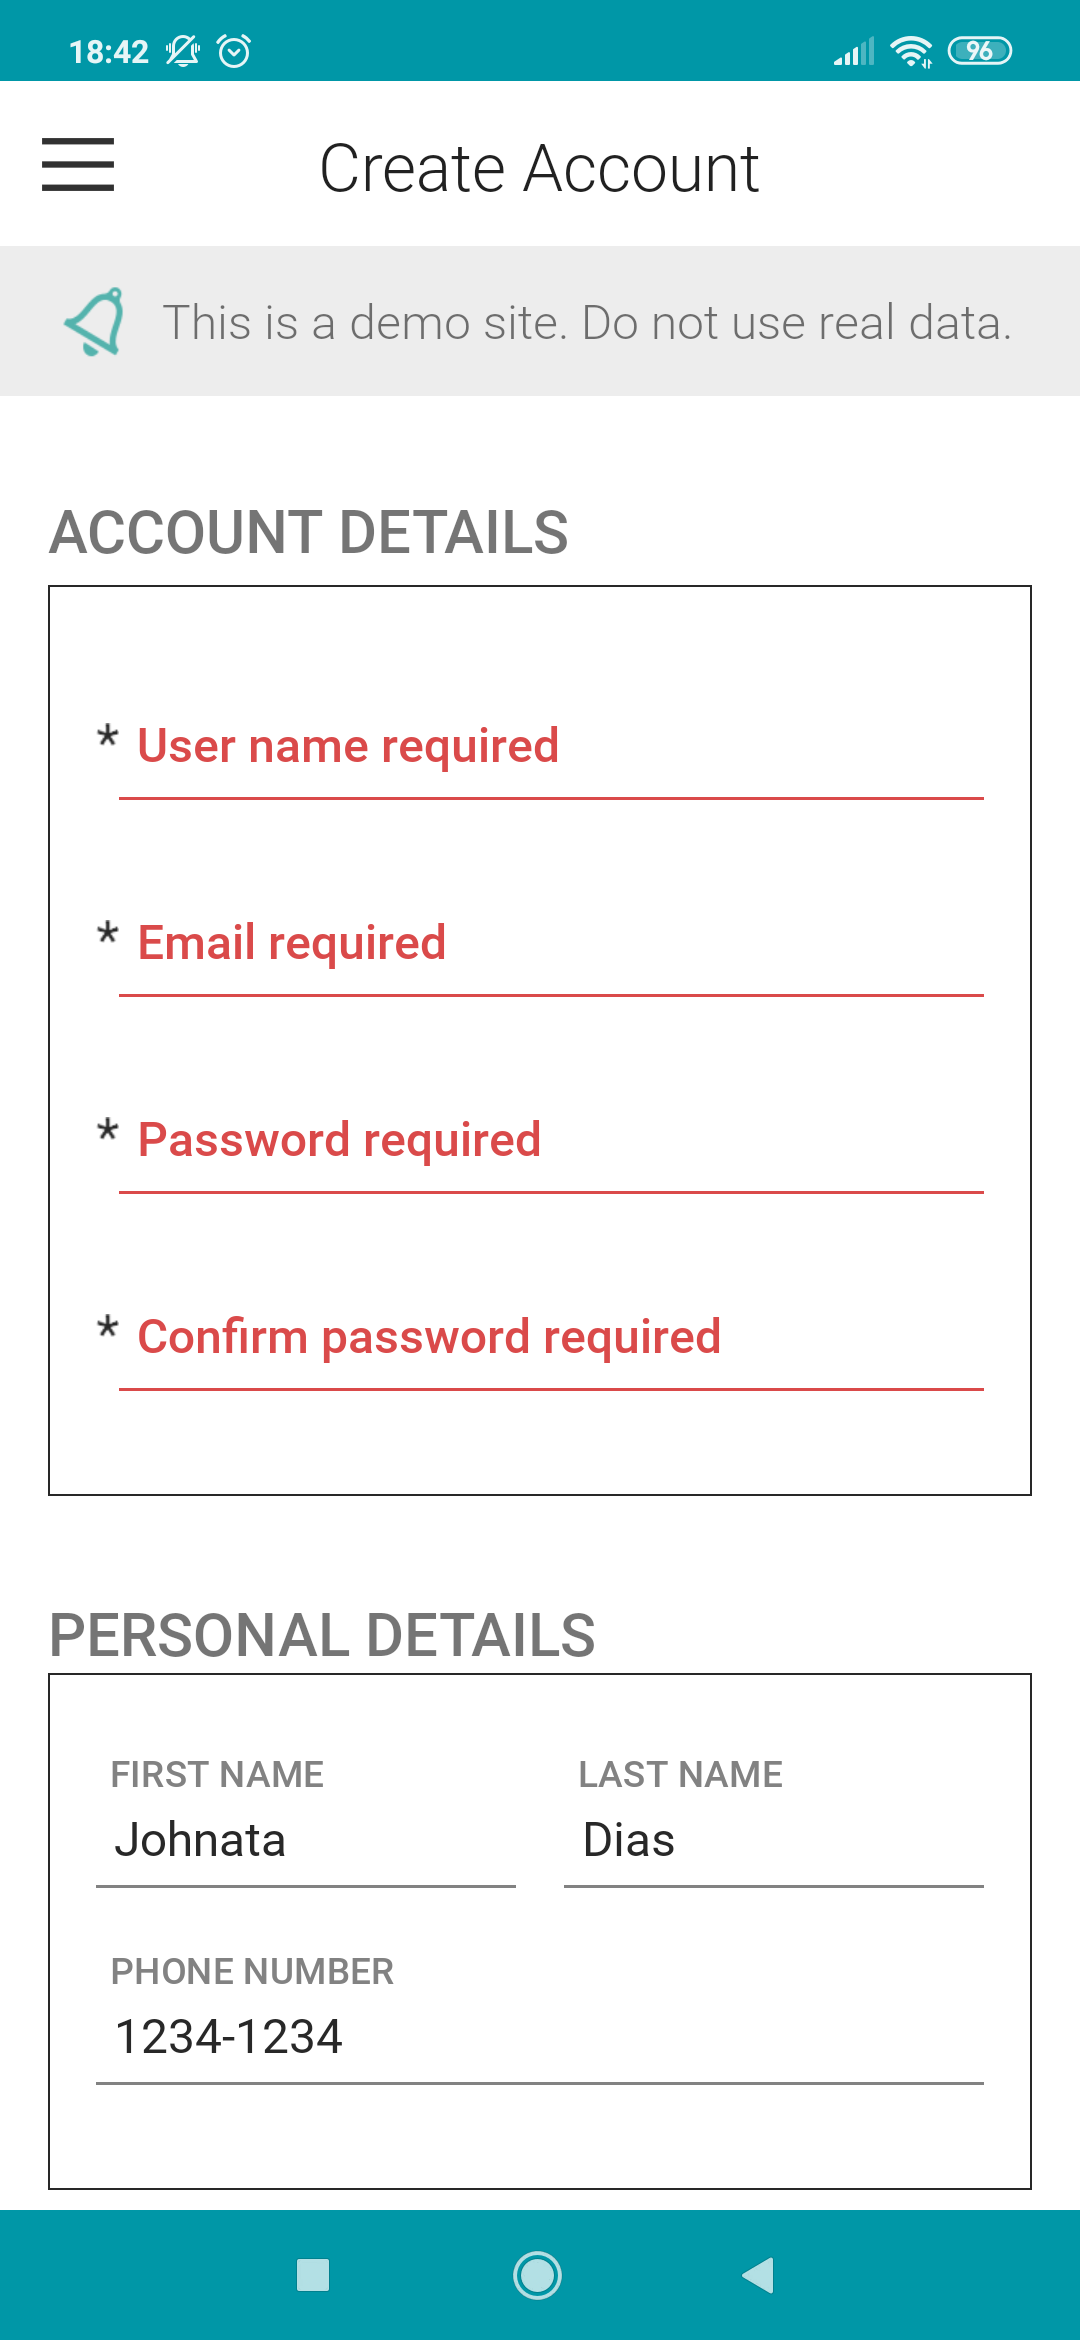 18:42
96
Create Account
This is a demo site. Do not use real data.
ACCOUNT DETAILS
* User name required
* Email required
* Password required
* Confirm password required
PERSONAL DETAILS
FIRST NAME LAST NAME
Johnata Dias
PHONE NUMBER
1234-1234